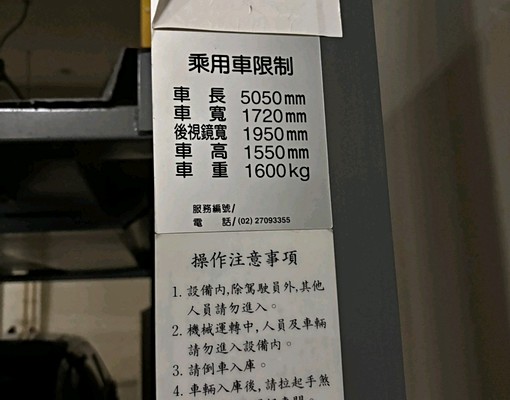 乘用車限制
車長 5050mm
車寬 1720mm
後視鏡寬 1950mm
車高 1550mm
車重 1600kg
服務編號/
電話/(02) 27093355
操作注意事項
1. 設備內,除駕駛員外,其他
人員請勿進入。
2. 機械運轉中,人員及車輛
請勿進入設備內。
3. 請倒車入庫。
4. 車輛入庫後,請拉起手煞